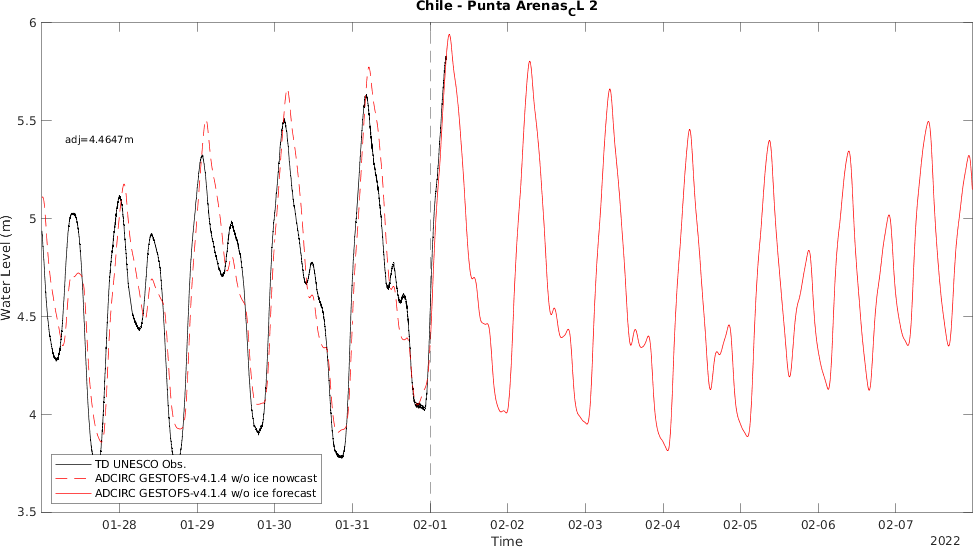 Chile - Punta Arenas_CL 2
6
5.5
adj=4.4647m
5
Water Level (m)
4.5
4
TD UNESCO Obs.
ADCIRC GESTOFS-v4.1.4 w/o ice nowcast
ADCIRC GESTOFS-v4.1.4 w/o ice forecast
3.5
01-28 01-29 01-30 01-31 02-01 02-02 02-03 02-04 02-05 02-06 02-07
Time
2022